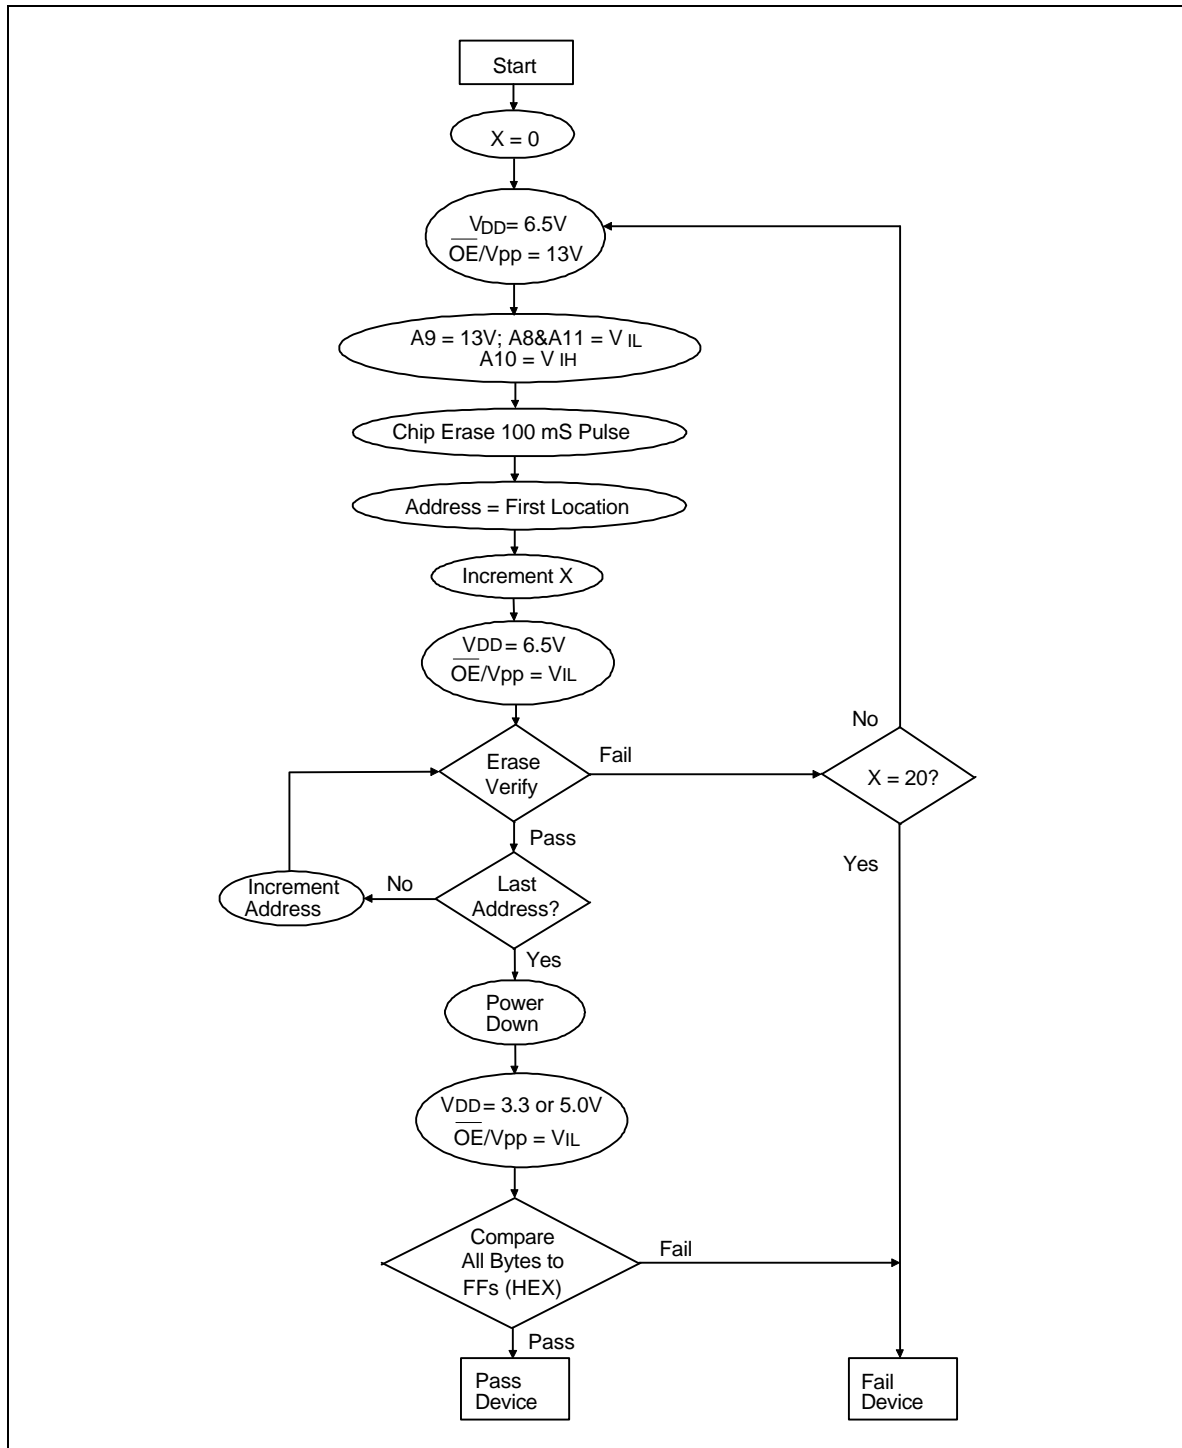 Start
X = 0
VDD= 6.5V
OE/Vpp = 13V
A9 = 13V; A8&A11 = V IL
A10 = V IH
Chip Erase 100 mS Pulse
Address = First Location
Increment X
VDD = 6.5V
OE/Vpp = VIL
No
Erase
Verify
Fail
X = 20?
Pass
Yes
Increment
Address
No
Last
Address?
Yes
Power
Down
VDD = 3.3 or 5.0V
OE/Vpp = VIL
Compare
All Bytes to
FFs (HEX)
Fail
Pass
Pass
Device
Fail
Device